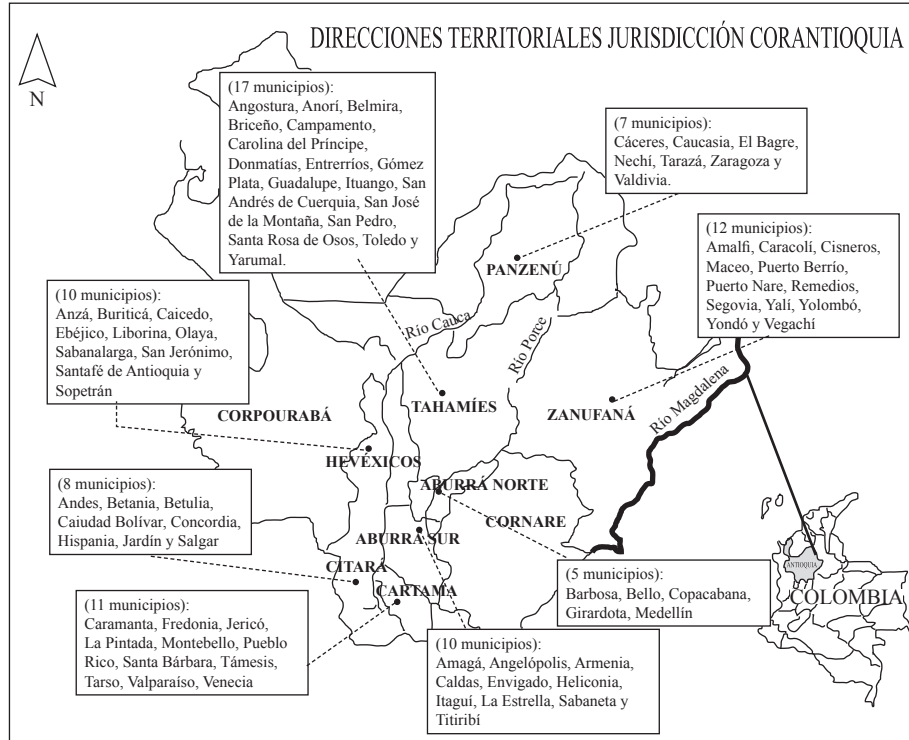 DIRECCIONES TERRITORIALES JURISDICCIÓN CORANTIOQUIA
N
(17 municipios):
Angostura, Anorí, Belmira,
Briceño, Campamento,
Carolina del Príncipe,
Donmatías, Entrerríos, Gómez
Plata, Guadalupe, Ituango, San
Andrés de Cuerquia, San José
de la Montaña, San Pedro,
Santa Rosa de Osos, Toledo y
Yarumal.
(7 municipios):
Cáceres, Caucasia, El Bagre,
Nechí, Tarazá, Zaragoza y
Valdivia.
(12 municipios):
Amalfi, Caracolí, Cisneros,
Maceo, Puerto Berrío,
Puerto Nare, Remedios,
Segovia, Yalí, Yolombó,
Yondó y Vegachí
PANZENÚ
(10 municipios):
Anzá, Buriticá, Caicedo,
Ebéjico, Liborina, Olaya,
Sabanalarga, San Jerónimo,
Santafé de Antioquia y
Sopetrán
Río Cauca
Río Porce
Río Magdalena
CORPOURABÁ
TAHAMÍES
ZANUFANÁ
HEVÉXICOS
ABURRÁ NORTE
CORNARE
ABURRÁ SUR
CITARÁ
CARTAMA
(8 municipios):
Andes, Betania, Betulia,
Caiudad Bolívar, Concordia,
Hispania, Jardín y Salgar
(11 municipios):
Caramanta, Fredonia, Jericó,
La Pintada, Montebello, Pueblo
Rico, Santa Bárbara, Támesis,
Tarso, Valparaíso, Venecia
(10 municipios):
Amagá, Angelópolis, Armenia,
Caldas, Envigado, Heliconia,
Itaguí, La Estrella, Sabaneta y
Titiribí
(5 municipios):
Barbosa, Bello, Copacabana,
Girardota, Medellín
ANTIOQUIA
COLOMBIA